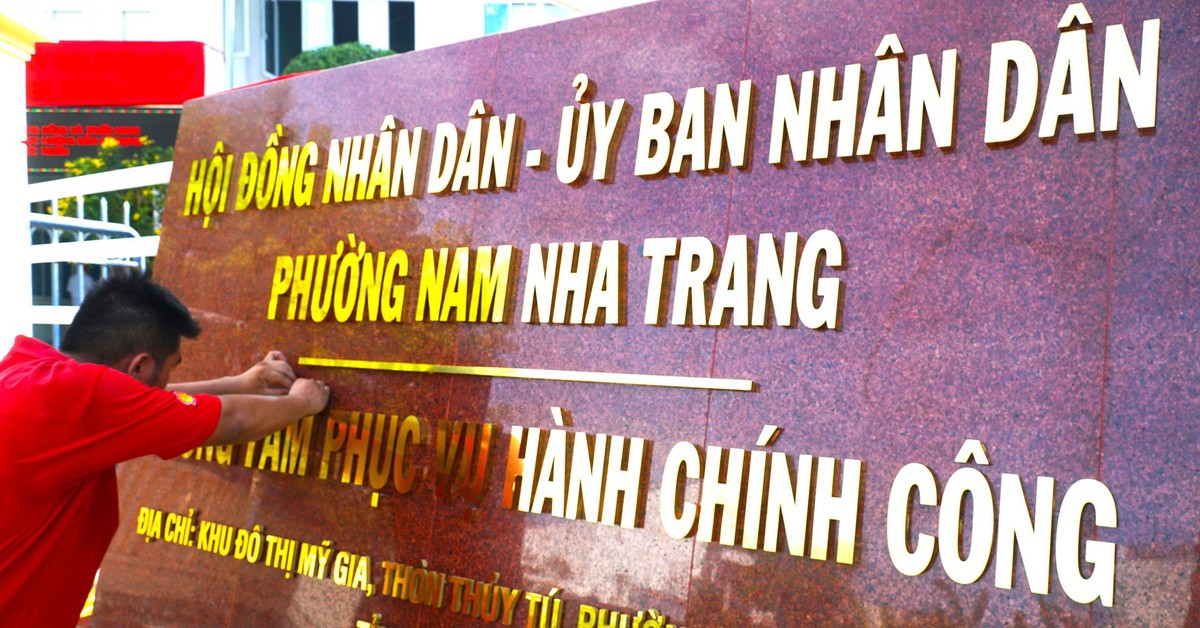 HỘI ĐỒNG NHÂN DÂN - ỦY BAN NHÂN DÂN
PHƯỜNG NAM NHA TRANG
TÂM PHỤC VỤ HÀNH CHÍNH CÔNG
ĐỊA CHỈ: KHU ĐÔ THỊ MỸ GIA, THÔN THỦY TÚ,